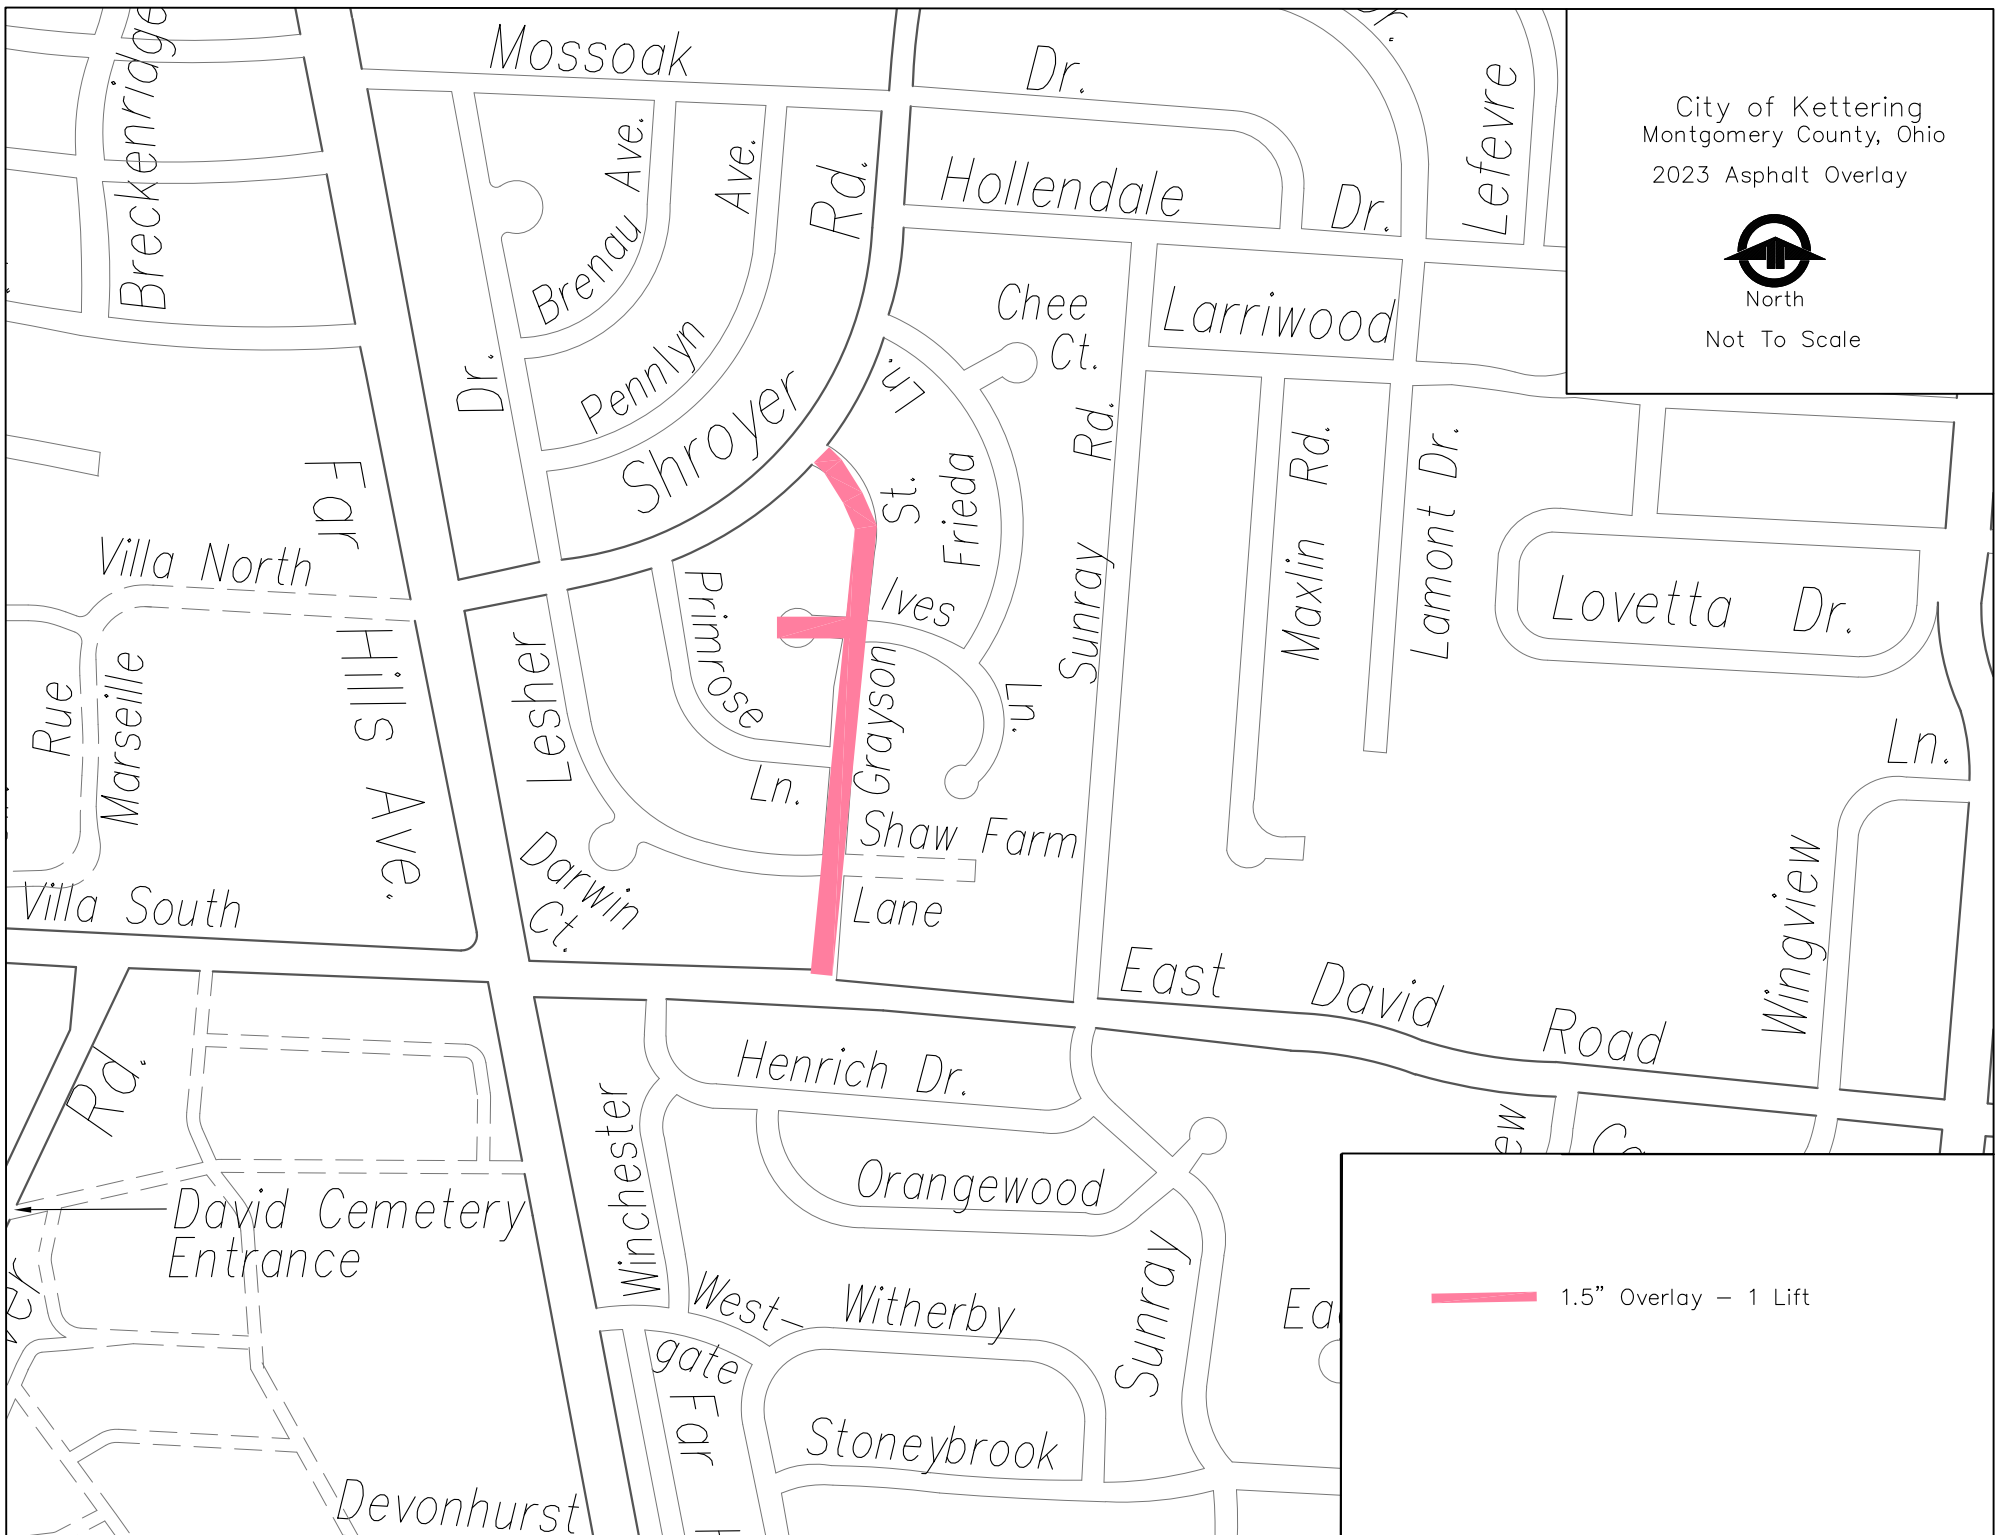 Mossoak Dr.
Breckenridge
Brenau Ave.
Pennlyn Ave.
Shroyer Rd.
Hollendale Dr.
Lefevre
City of Kettering
Montgomery County, Ohio
2023 Asphalt Overlay
North
Not To Scale
Chee
Ct.
Larriwood
Lesher Dr.
Far Hills Ave.
Frieda Ln.
Grayson St.
Sunray Rd.
Maxlin Rd.
Lamont Dr.
Villa North
Primrose Ln.
Ives Ln.
Lovetta Dr.
Rue
Marseille
Shaw Farm
Lane
Darwin
Ct.
Villa South
Wingview Ln.
East David Road
Rd.
Henrich Dr.
Winchester
Orangewood
David Cemetery
Entrance
West-
gate
Witherby
Sunray
1.5" Overlay – 1 Lift
Stoneybrook
Far
Devonhurst